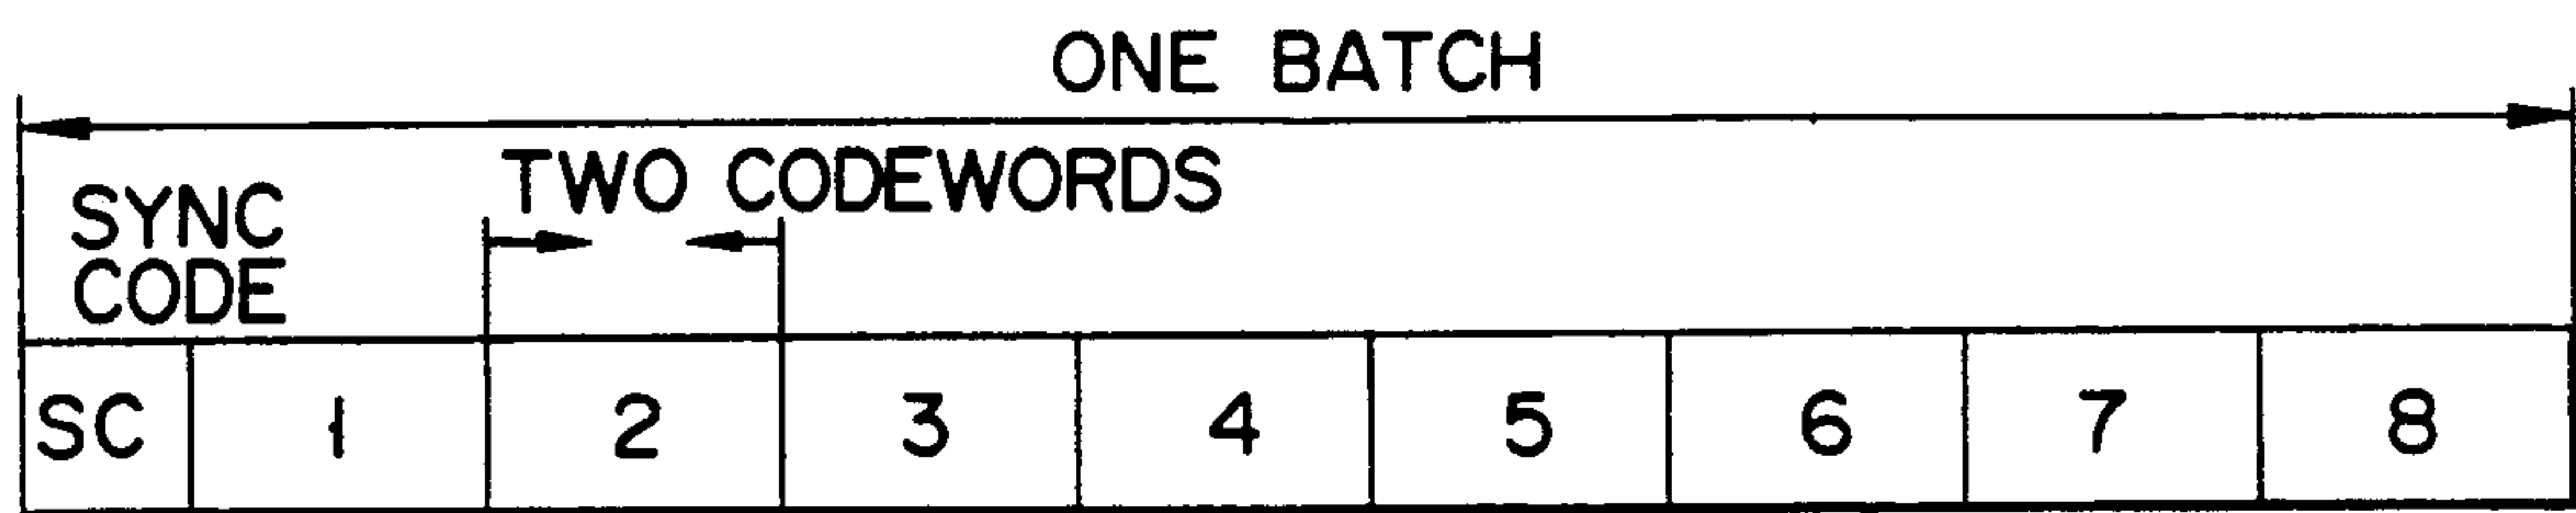 ONE BATCH
TWO CODEWORDS
SYNC
CODE
SC 1 2 3 4 5 6 7 8